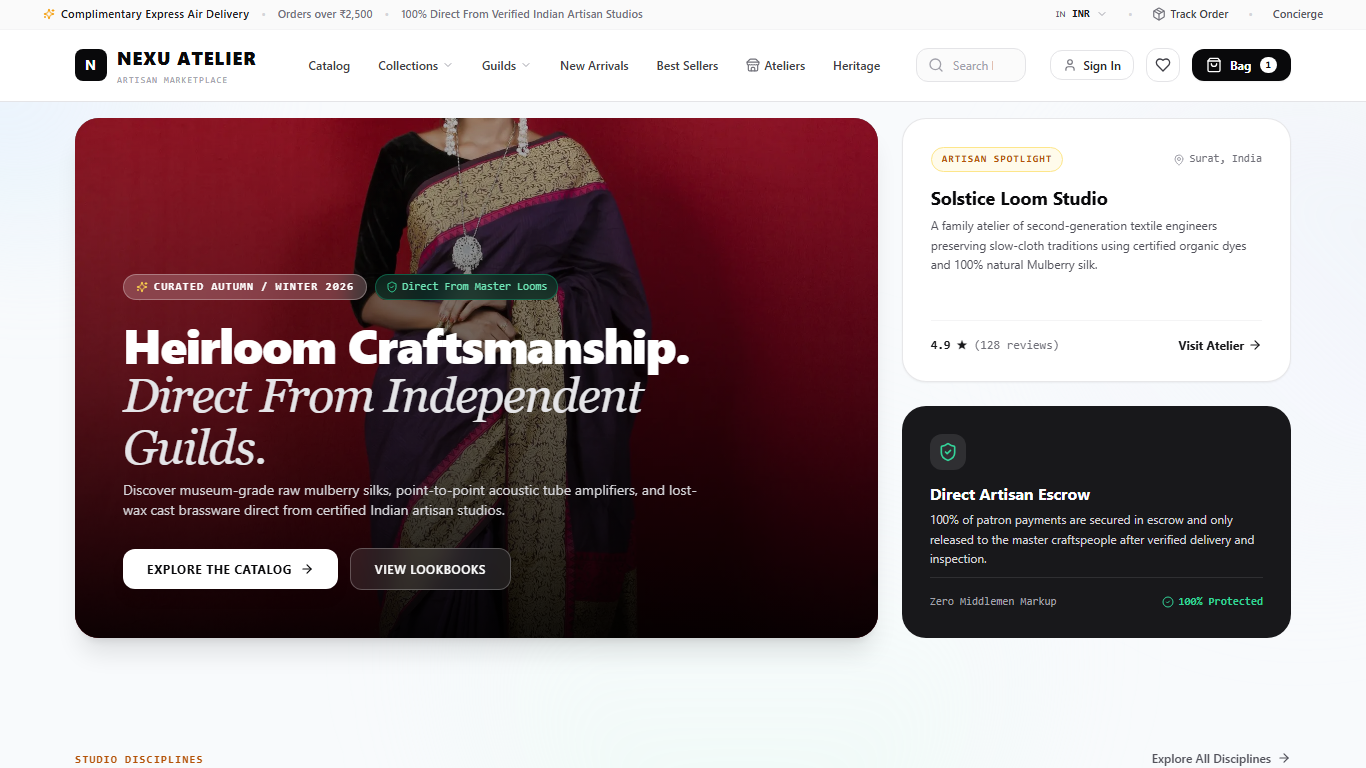 Complimentary Express Air Delivery • Orders over ₹2,500 • 100% Direct From Verified Indian Artisan Studios
IN INR • Track Order • Concierge
N NEXU ATELIER
ARTISAN MARKETPLACE
Catalog Collections Guilds New Arrivals Best Sellers Ateliers Heritage
Search
Sign In
Bag 1
CURATED AUTUMN / WINTER 2026
Direct From Master Looms
Heirloom Craftsmanship.
Direct From Independent
Guilds.
Discover museum-grade raw mulberry silks, point-to-point acoustic tube amplifiers, and lost-
wax cast brassware direct from certified Indian artisan studios.
EXPLORE THE CATALOG →
VIEW LOOKBOOKS
ARTISAN SPOTLIGHT
Surat, India
Solstice Loom Studio
A family atelier of second-generation textile engineers
preserving slow-cloth traditions using certified organic dyes
and 100% natural Mulberry silk.
4.9 ★ (128 reviews)
Visit Atelier →
Direct Artisan Escrow
100% of patron payments are secured in escrow and only
released to the master craftspeople after verified delivery and
inspection.
Zero Middlemen Markup
100% Protected
STUDIO DISCIPLINES
Explore All Disciplines →